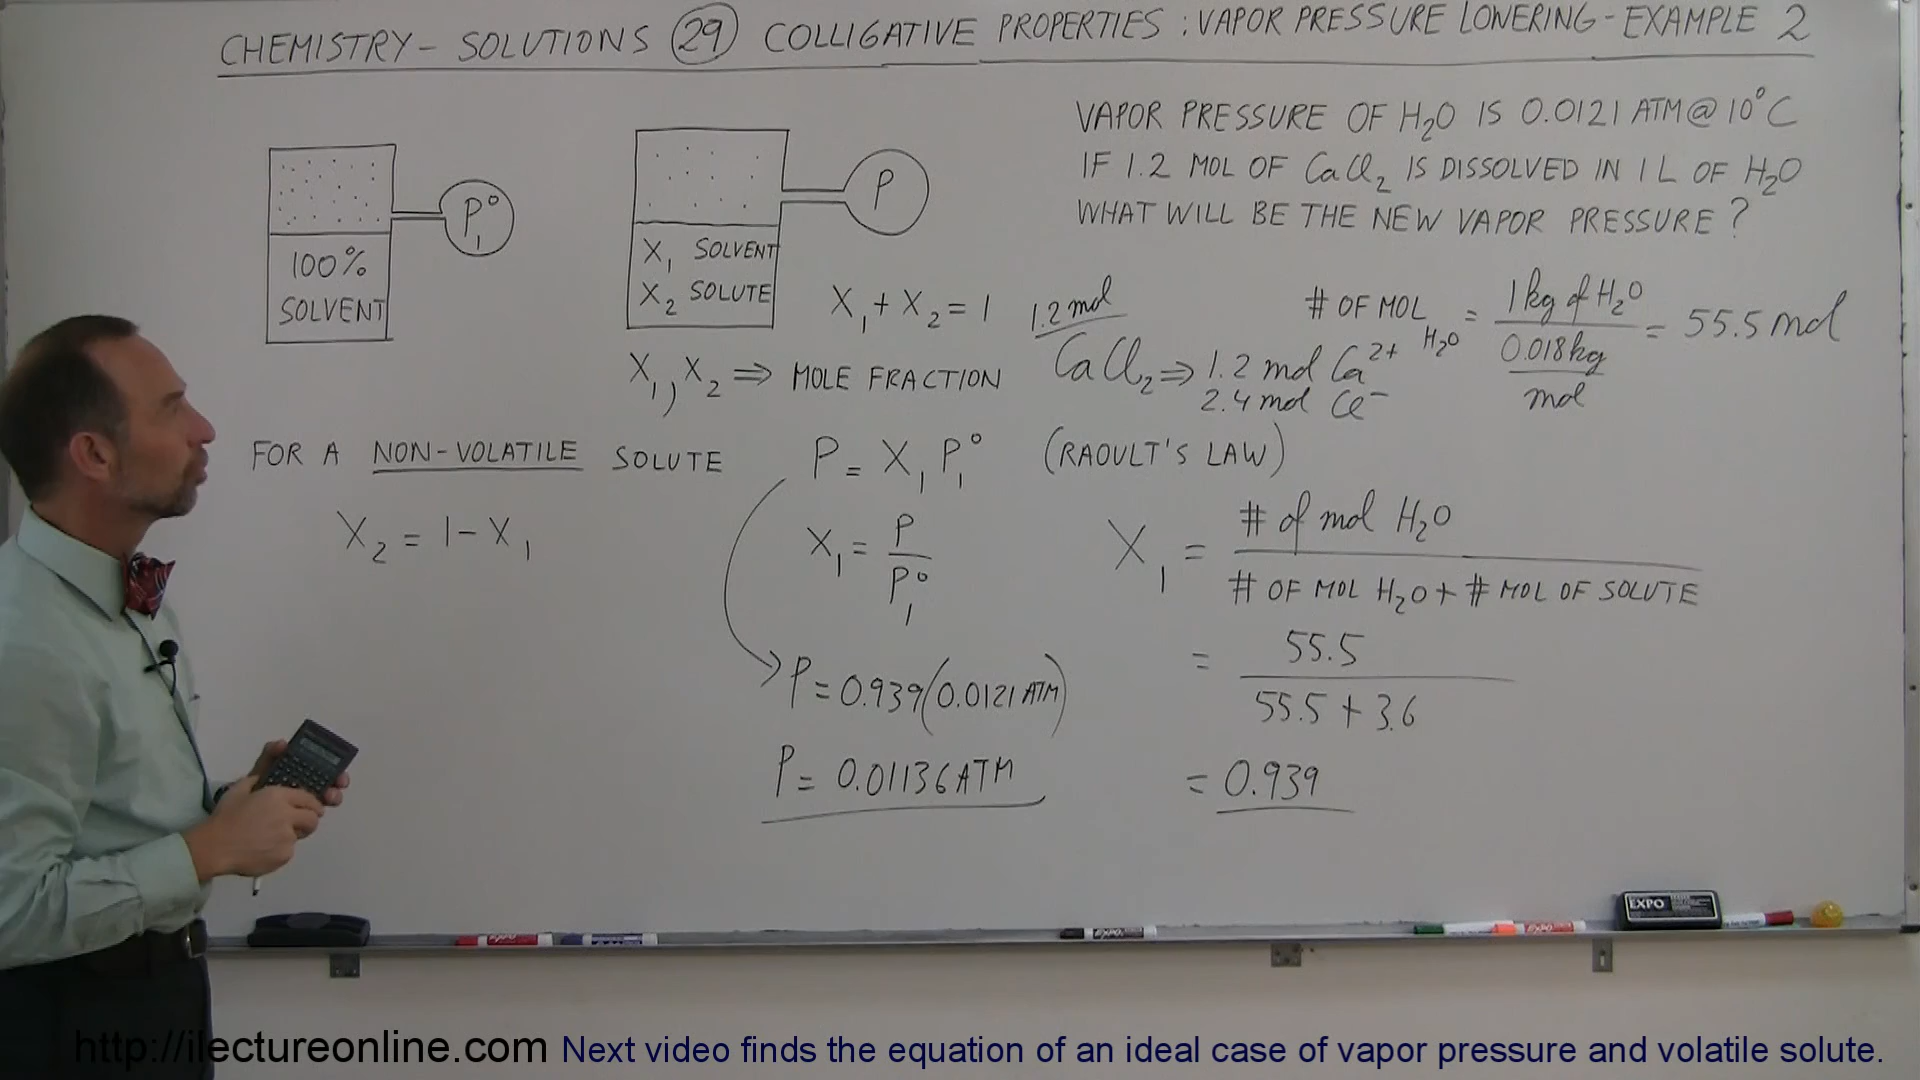 CHEMISTRY- SOLUTIONS 29 COLLIGATIVE PROPERTIES : VAPOR PRESSURE LOWERING - EXAMPLE 2
VAPOR PRESSURE OF H₂O IS 0.0121 ATM @ 10°C
IF 1.2 MOL OF CaCl₂ IS DISSOLVED IN 1 L OF H₂O
WHAT WILL BE THE NEW VAPOR PRESSURE?
P₁°
100%
SOLVENT
P
X₁ SOLVENT
X₂ SOLUTE
X₁ + X₂ = 1
X₁, X₂ ⇒ MOLE FRACTION
1.2 mol
CaCl₂ ⇒ 1.2 mol Ca²⁺
2.4 mol Cl⁻
# OF MOL H₂O = 1 kg of H₂O / 0.018 kg / mol = 55.5 mol
FOR A NON-VOLATILE SOLUTE P = X₁ P₁° (RAOULT'S LAW)
X₂ = 1 - X₁
X₁ = P / P₁°
P = 0.939 (0.0121 ATM)
P = 0.01136 ATM
X₁ = # of mol H₂O / # OF MOL H₂O + # MOL OF SOLUTE
= 55.5 / 55.5 + 3.6
= 0.939
EXPO
EXPO
EXPO
http://ilectureonline.com Next video finds the equation of an ideal case of vapor pressure and volatile solute.